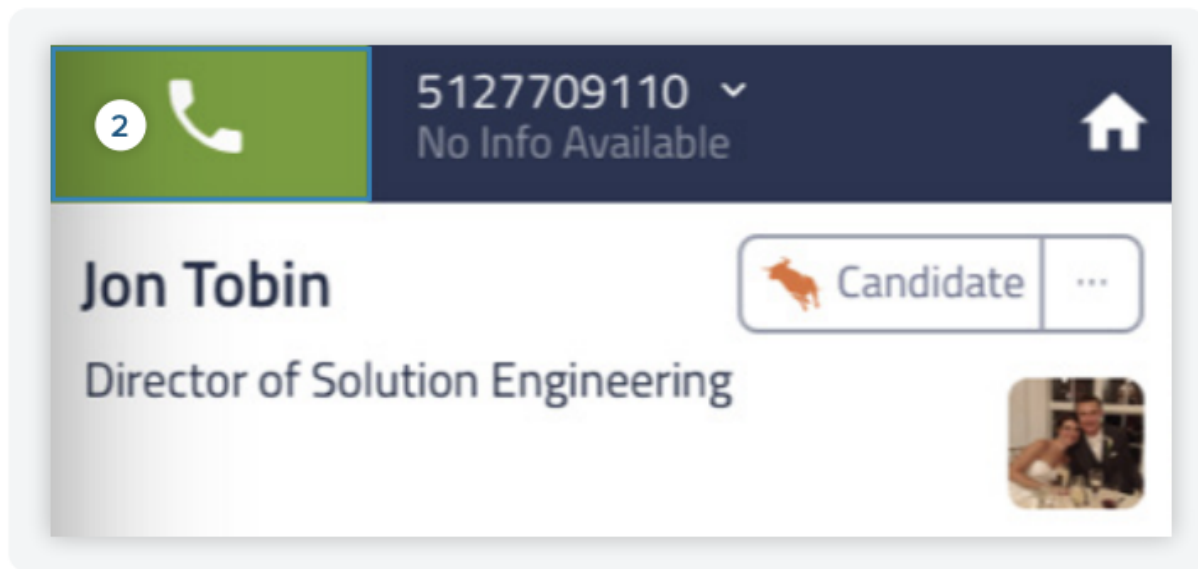 2
5127709110
No Info Available
Jon Tobin
Candidate
...
Director of Solution Engineering